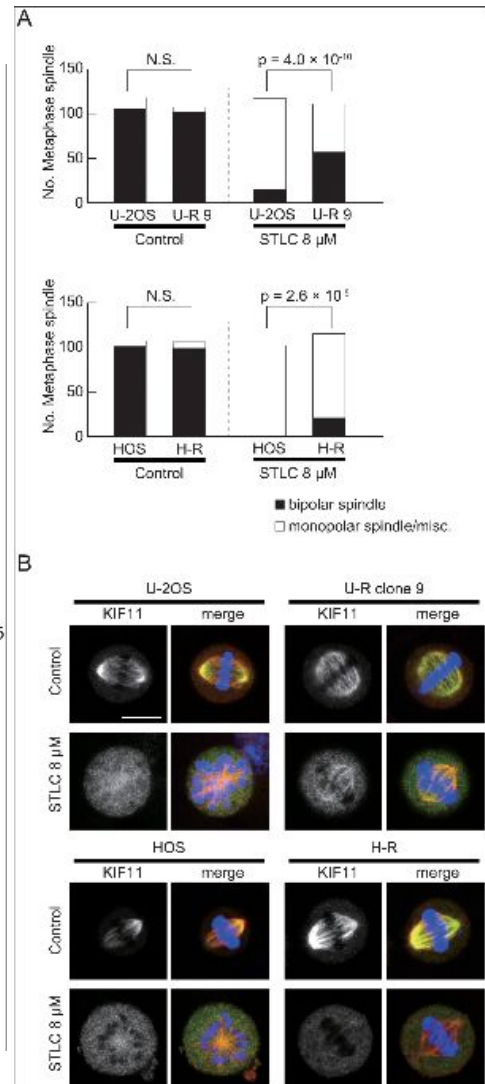 A
No. Metaphase spindle
150
100
50
0
N.S.
p = 4.0 × 10⁻¹⁰
U-2OS U-R 9 U-2OS U-R 9
Control STLC 8 μM
No. Metaphase spindle
150
100
50
0
N.S.
p = 2.6 × 10
HOS H-R HOS H-R
Control STLC 8 μM
bipolar spindle
monopolar spindle/misc.
B
U-2OS U-R clone 9
KIF11 merge KIF11 merge
Control
STLC 8 μM
HOS H-R
KIF11 merge KIF11 merge
Control
STLC 8 μM